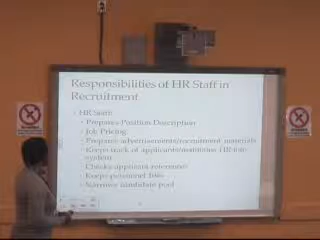 Responsibilities of HR Staff in
Recruitment
HR Staff:
Prepares Position Description
Job Pricing
Prepares advertisements/recruitment materials
Keeps track of applicants/maintains HR info
system
Checks applicant references
Keeps personnel files
Narrows candidate pool